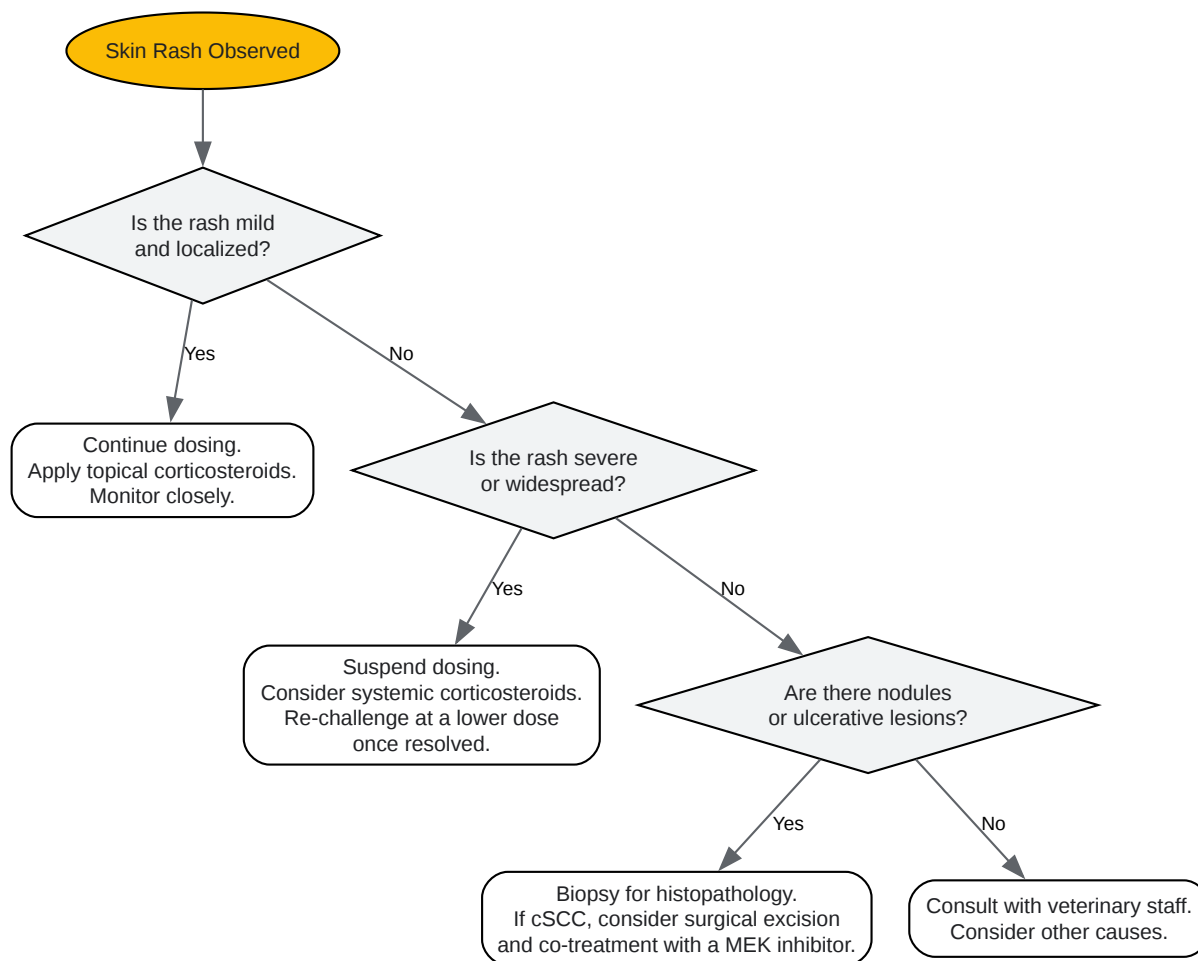 Skin Rash Observed
Is the rash mild
and localized?
Yes
No
Continue dosing.
Apply topical corticosteroids.
Monitor closely.
Is the rash severe
or widespread?
Yes
No
Suspend dosing.
Consider systemic corticosteroids.
Re-challenge at a lower dose
once resolved.
Are there nodules
or ulcerative lesions?
Yes
No
Biopsy for histopathology.
If cSCC, consider surgical excision
and co-treatment with a MEK inhibitor.
Consult with veterinary staff.
Consider other causes.